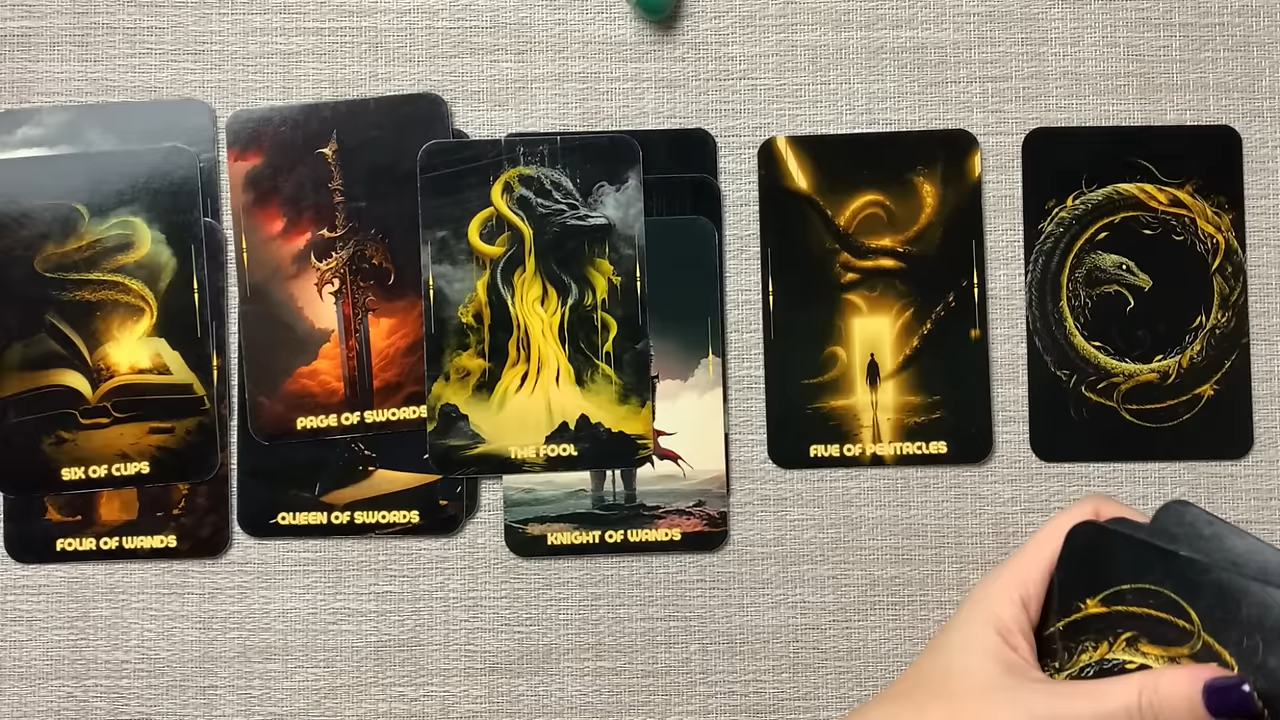 SIX OF CUPS
FOUR OF WANDS
PAGE OF SWORDS
QUEEN OF SWORDS
THE FOOL
KNIGHT OF WANDS
FIVE OF PENTACLES